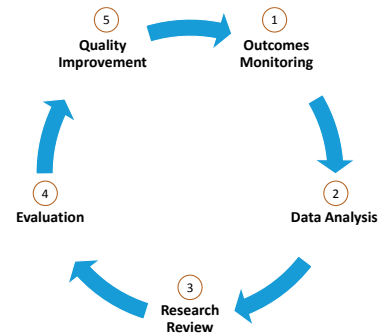 1
Outcomes
Monitoring
2
Data Analysis
3
Research
Review
4
Evaluation
5
Quality
Improvement